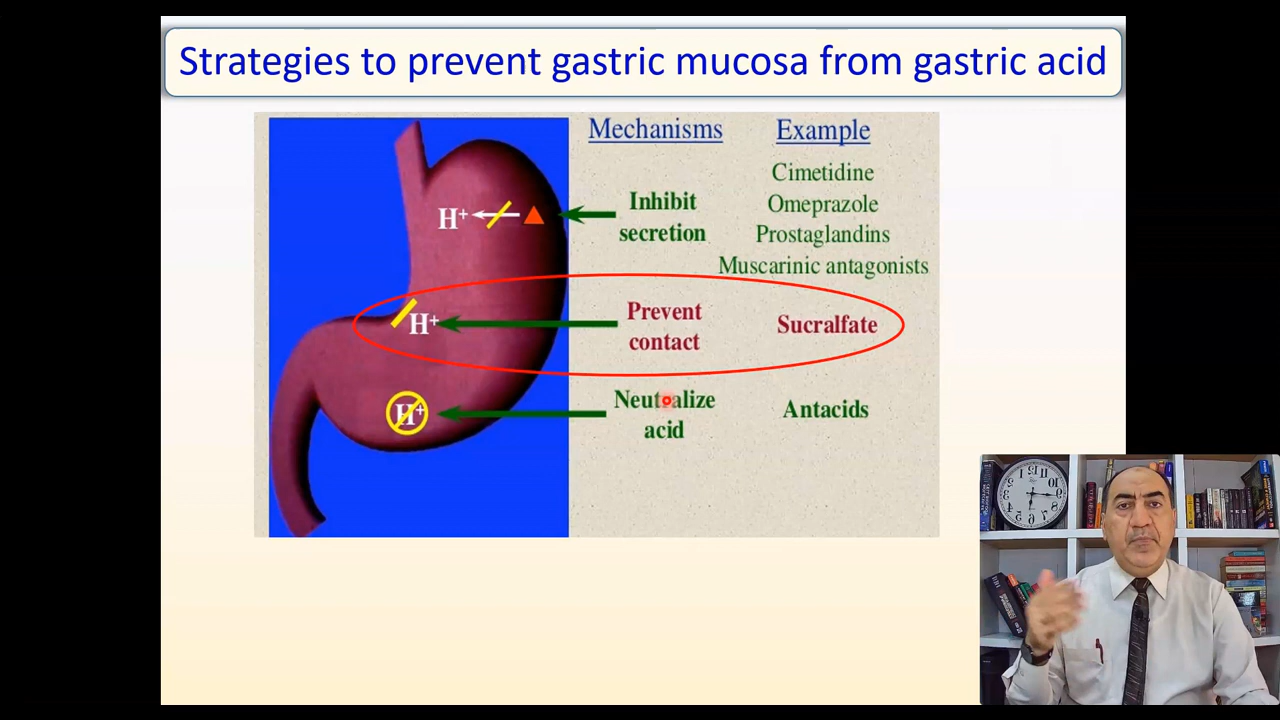 Strategies to prevent gastric mucosa from gastric acid
Mechanisms
Example
Cimetidine
Omeprazole
Prostaglandins
Muscarinic antagonists
Inhibit
secretion
H+
Prevent
contact
Sucralfate
H+
Neutralize
acid
Antacids
H+